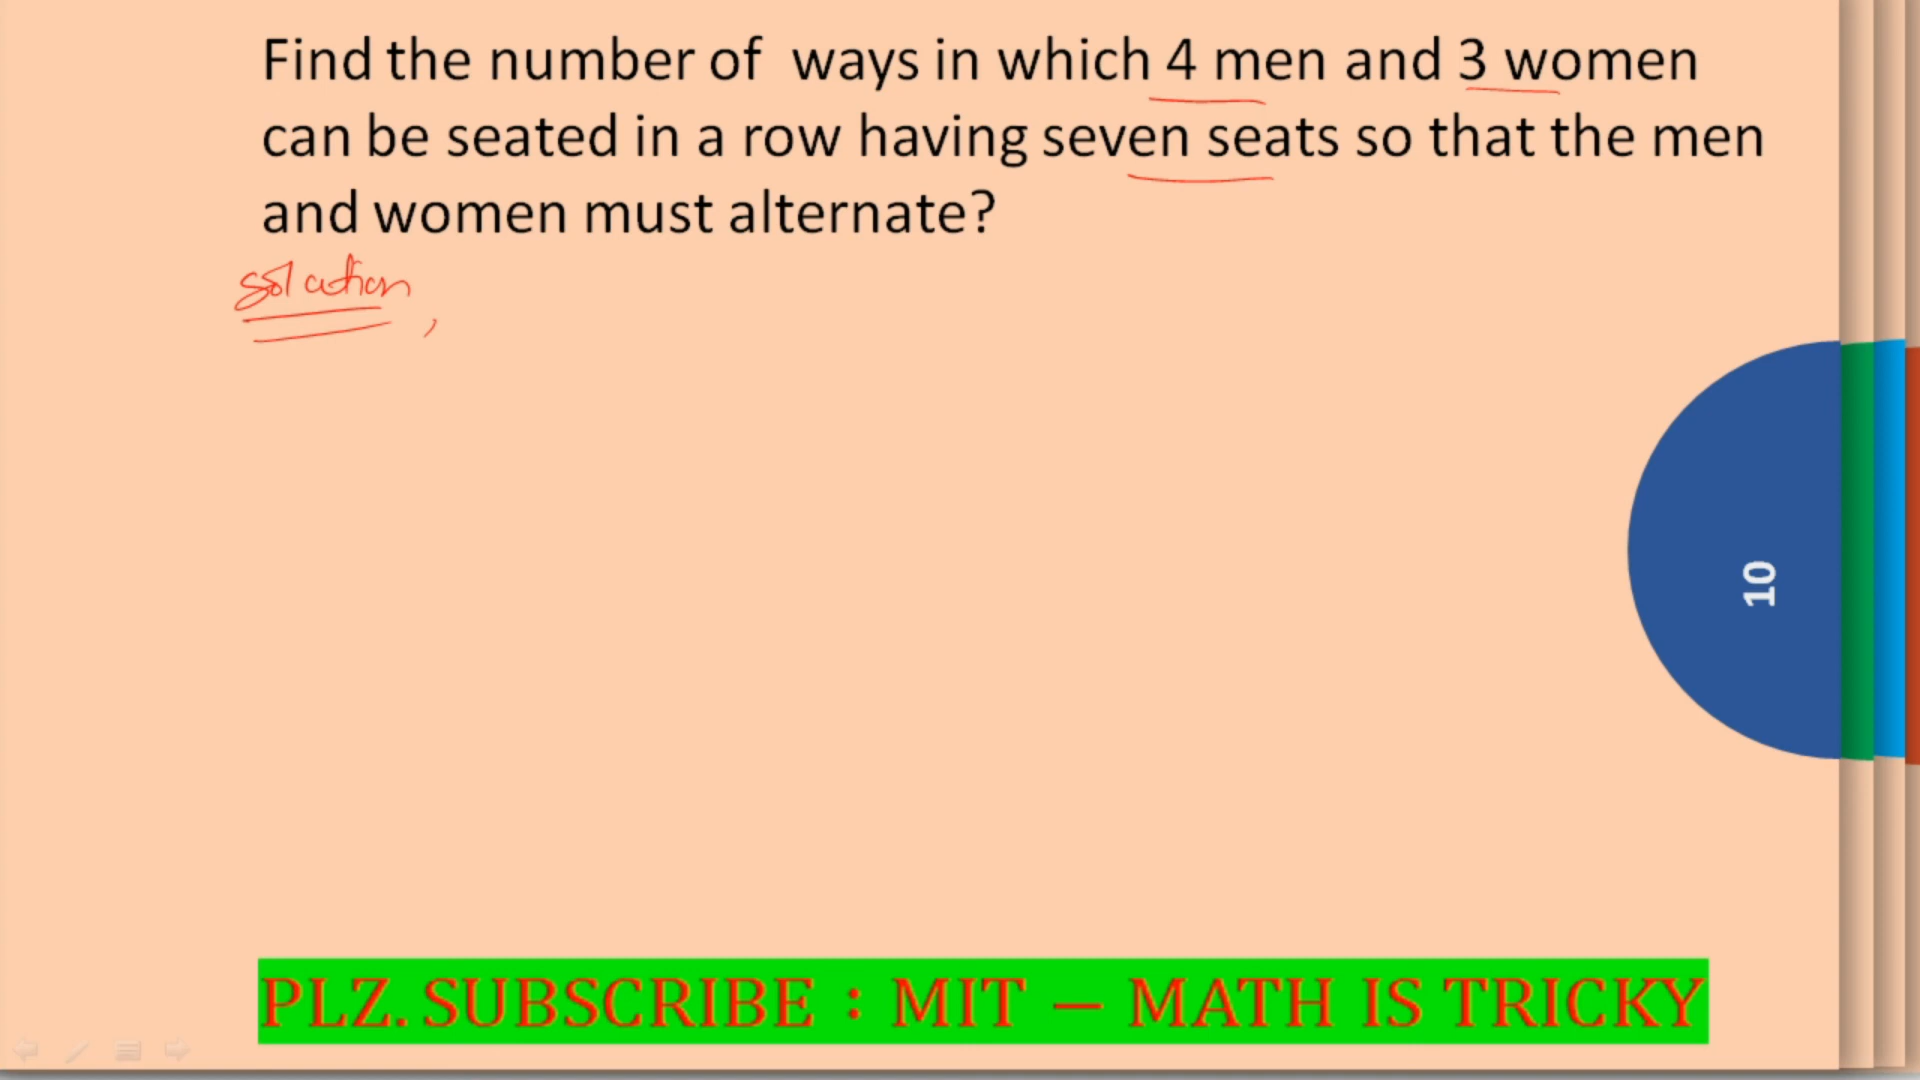 Find the number of ways in which 4 men and 3 women
can be seated in a row having seven seats so that the men
and women must alternate?
solution,
10
PLZ. SUBSCRIBE : MIT – MATH IS TRICKY